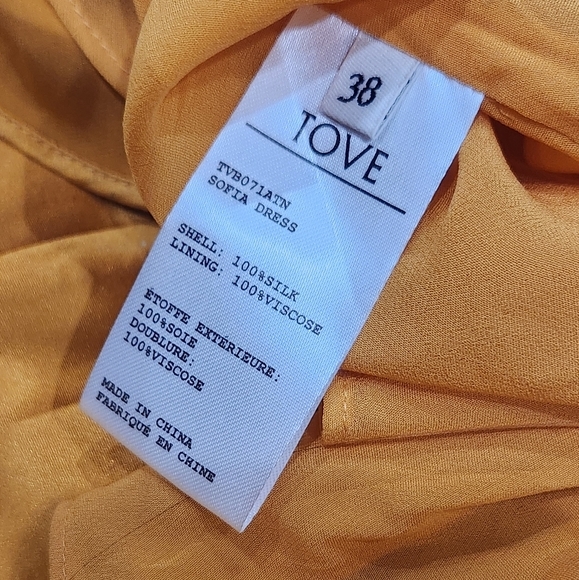 38
TOVE
TVB071ATN
SOFIA DRESS
SHELL: 100%SILK
LINING: 100%VISCOSE
ÉTOFFE EXTÉRIEURE:
100%SOIE
DOUBLURE:
100%VISCOSE
MADE IN CHINA
FABRIQUÉ EN CHINE